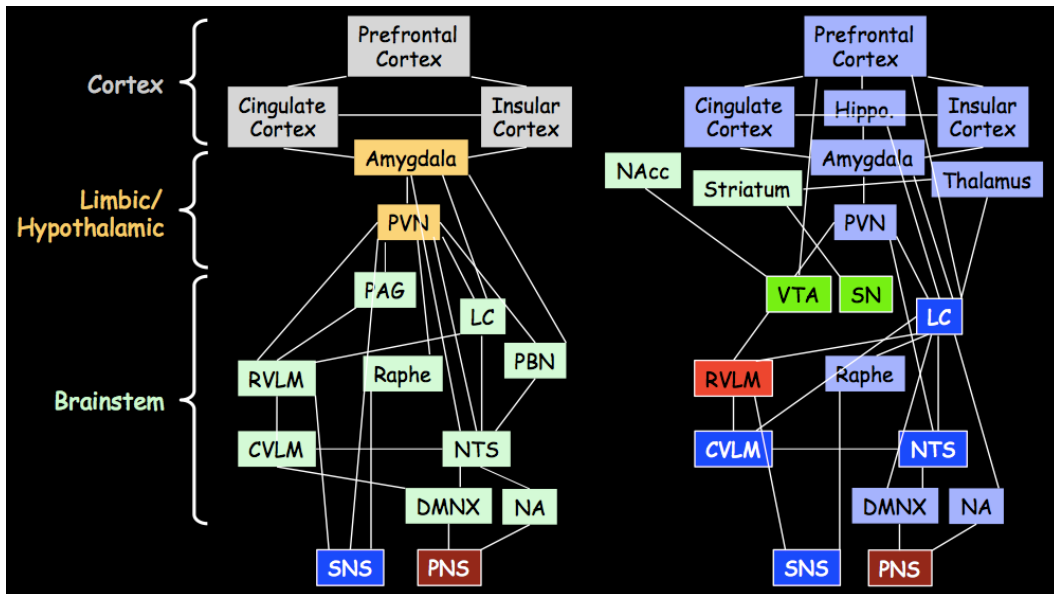 Cortex
Limbic/
Hypothalamic
Brainstem
Prefrontal
Cortex
Cingulate
Cortex
Insular
Cortex
Amygdala
PVN
PAG
LC
PBN
RVLM
Raphe
CVLM
NTS
DMNX
NA
SNS
PNS
Prefrontal
Cortex
Cingulate
Cortex
Hippo.
Insular
Cortex
Amygdala
NAcc
Striatum
Thalamus
PVN
VTA
SN
LC
RVLM
Raphe
CVLM
NTS
DMNX
NA
SNS
PNS